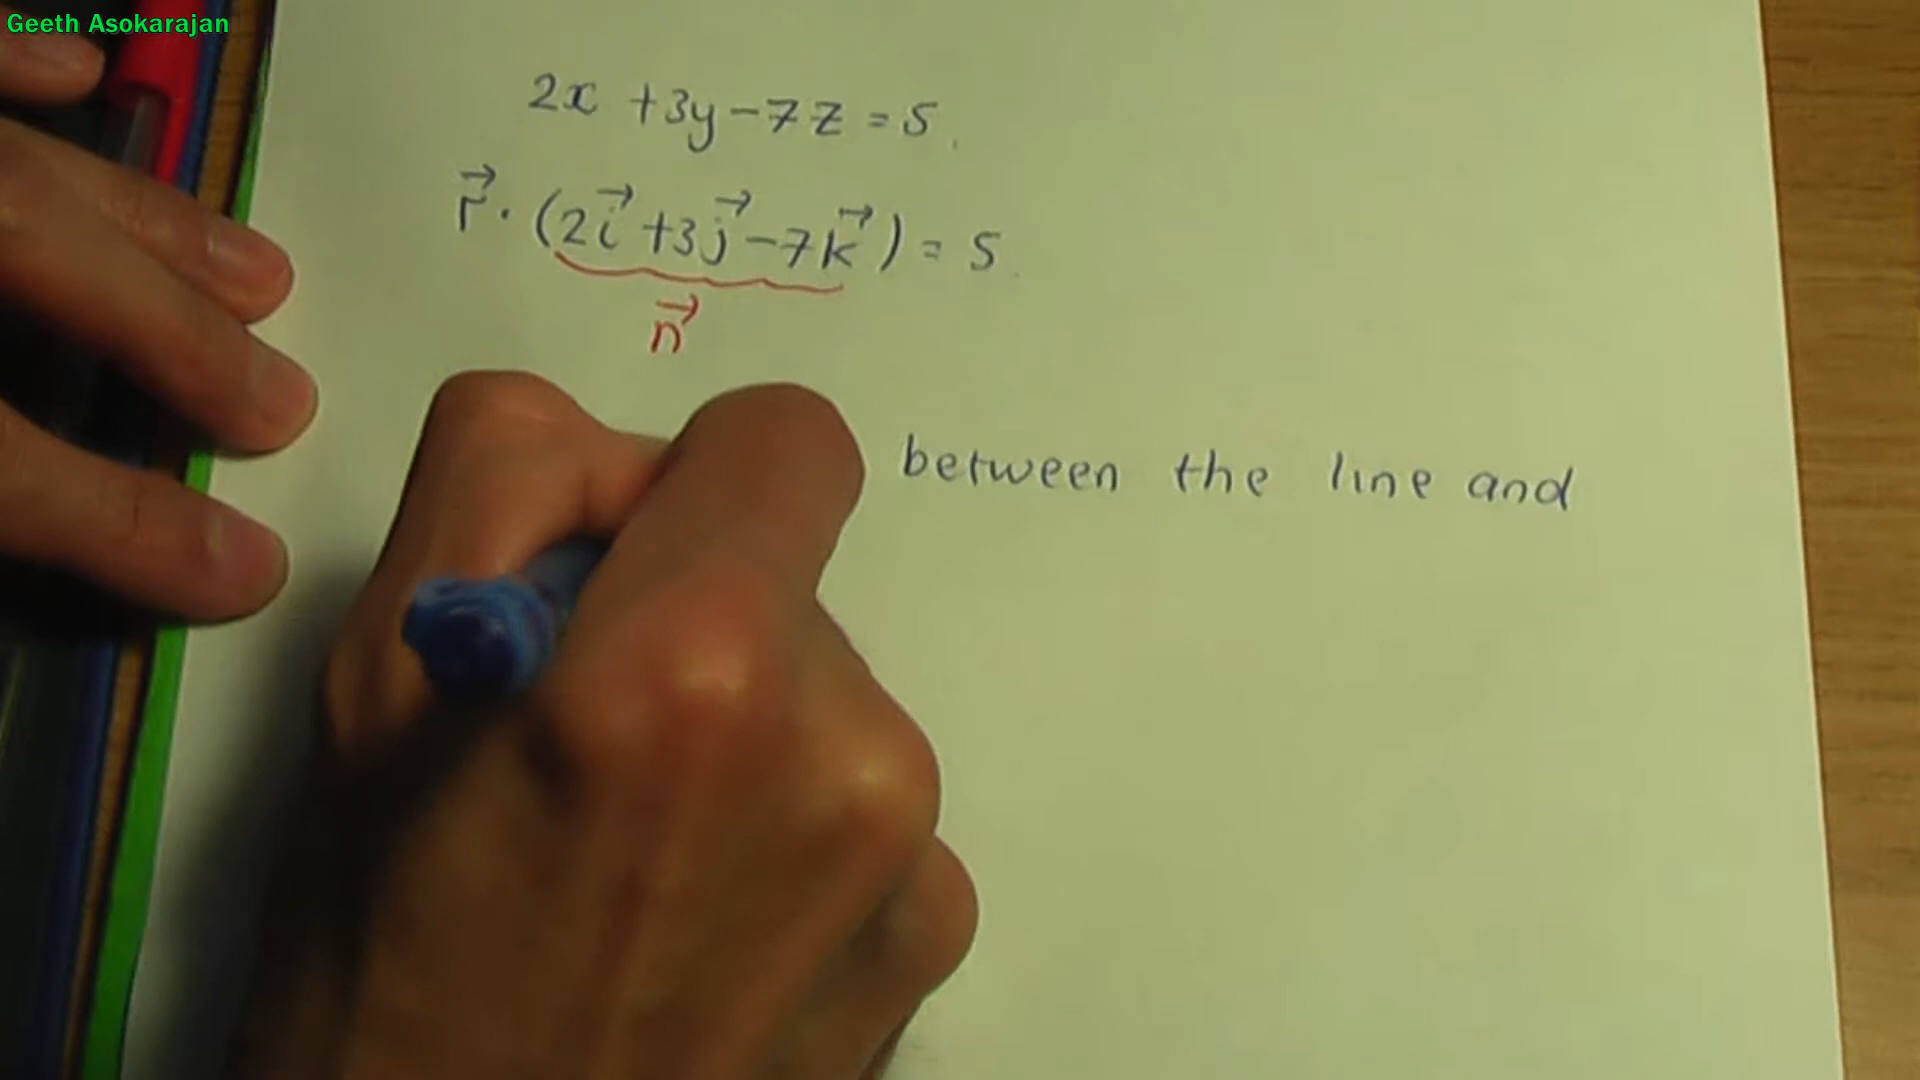 Geeth Asokarajan
2x + 3y - 7z = 5.
r⃗ · (2i⃗ + 3j⃗ - 7k⃗) = 5
n⃗
between the line and